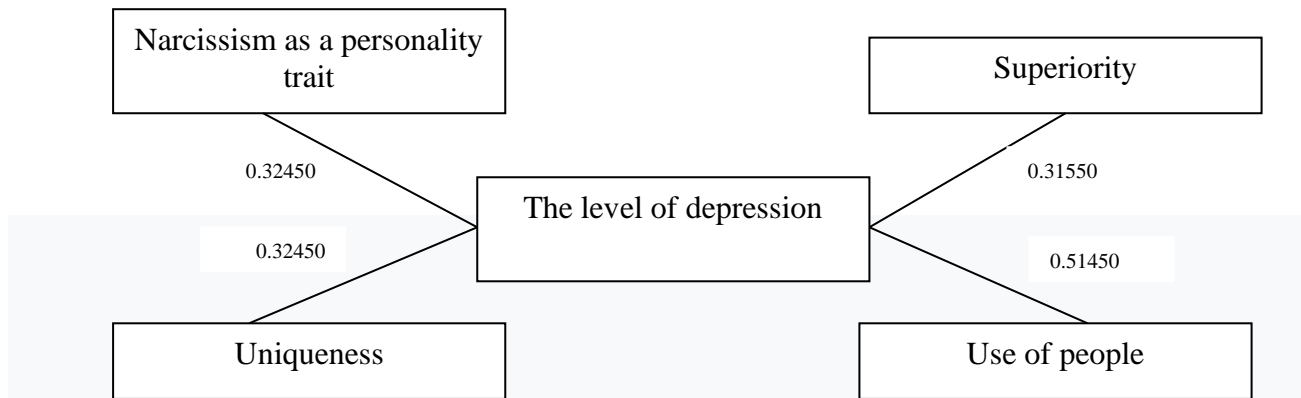 Narcissism as a personality
trait
Superiority
0.32450
0.31550
The level of depression
0.32450
0.51450
Uniqueness
Use of people